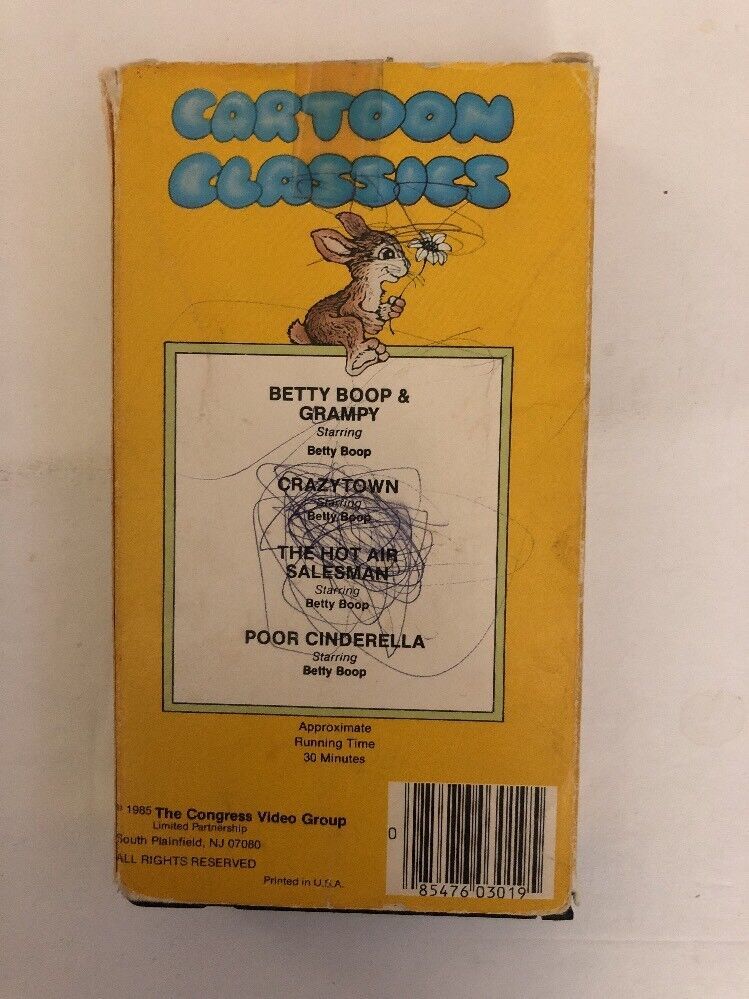 CARTOON
CLASSICS
BETTY BOOP &
GRAMPY
Starring
Betty Boop
CRAZYTOWN
Starring
Betty Boop
THE HOT AIR
SALESMAN
Starring
Betty Boop
POOR CINDERELLA
Starring
Betty Boop
Approximate
Running Time
30 Minutes
1985 The Congress Video Group
Limited Partnership
South Plainfield, NJ 07080
ALL RIGHTS RESERVED
Printed in U.S.A.
0 85476 03019